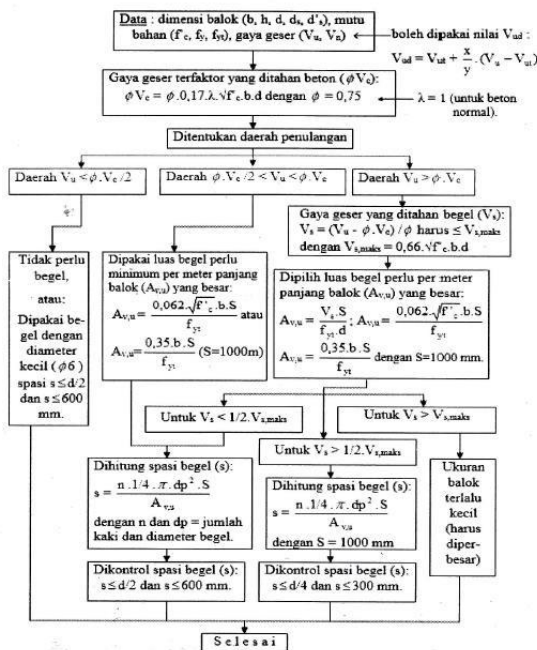 Data : dimensi balok (b, h, d, ds, d's), mutu
bahan (f'c, fy, fyt), gaya geser (Vu, Vn)
boleh dipakai nilai Vud :
Vud = Vut + x/y . (Vu – Vut)
Gaya geser terfaktor yang ditahan beton (ϕVc):
ϕVc = ϕ.0,17.λ.√f'c.b.d dengan ϕ = 0,75
λ = 1 (untuk beton
normal).
Ditentukan daerah penulangan
Daerah Vu < ϕ.Vc /2
Daerah ϕ.Vc /2 < Vu < ϕ.Vc
Daerah Vu > ϕ.Vc
Tidak perlu
begel,
atau:
Dipakai be-
gel dengan
diameter
kecil (ϕ6)
spasi s ≤ d/2
dan s ≤ 600
mm.
Dipakai luas begel perlu
minimum per meter panjang
balok (Av,u) yang besar:
Av,u = 0,062.√f'c.b.S / fyt atau
Av,u = 0,35.b.S / fyt (S=1000m)
Gaya geser yang ditahan begel (Vs):
Vs = (Vu - ϕ.Vc) / ϕ harus ≤ Vs,maks
dengan Vs,maks = 0,66.√f'c.b.d
Dipilih luas begel perlu per meter
panjang balok (Av,u) yang besar:
Av,u = Vs.S / fyt.d ; Av,u = 0,062.√f'c.b.S / fyt
Av,u = 0,35.b.S / fyt dengan S=1000 mm.
Untuk Vs < 1/2.Vs,maks
Untuk Vs > Vs,maks
Untuk Vs > 1/2.Vs,maks
Dihitung spasi begel (s):
s = n.1/4.π.dp².S / Av,u
dengan n dan dp = jumlah
kaki dan diameter begel.
Dihitung spasi begel (s):
s = n.1/4.π.dp².S / Av,u
dengan S = 1000 mm
Ukuran
balok
terlalu
kecil
(harus
diper-
besar)
Dikontrol spasi begel (s):
s ≤ d/2 dan s ≤ 600 mm.
Dikontrol spasi begel (s):
s ≤ d/4 dan s ≤ 300 mm.
Selesai